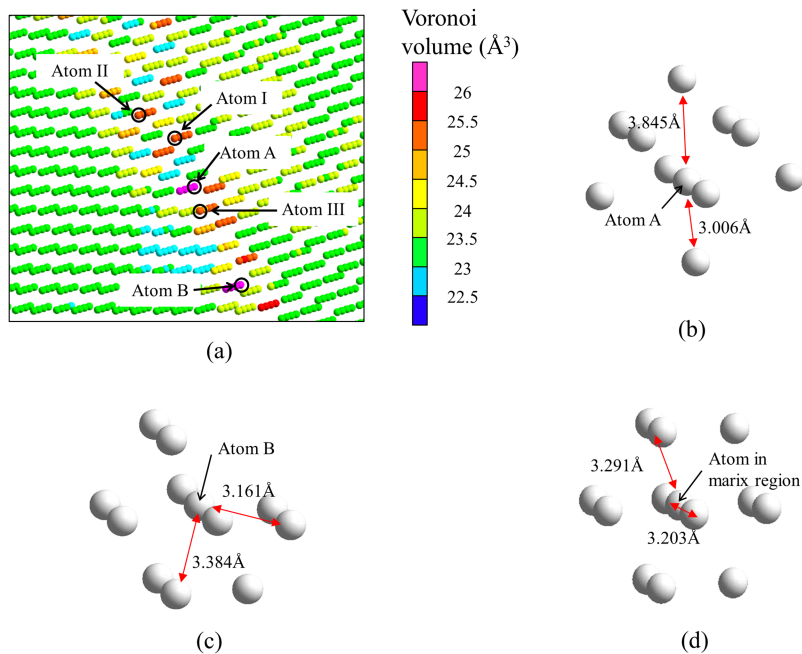 Atom II
Atom I
Atom A
Atom III
Atom B
(a)
Voronoi
volume (Å³)
26
25.5
25
24.5
24
23.5
23
22.5
3.845Å
Atom A
3.006Å
(b)
Atom B
3.161Å
3.384Å
(c)
3.291Å
Atom in
marix region
3.203Å
(d)